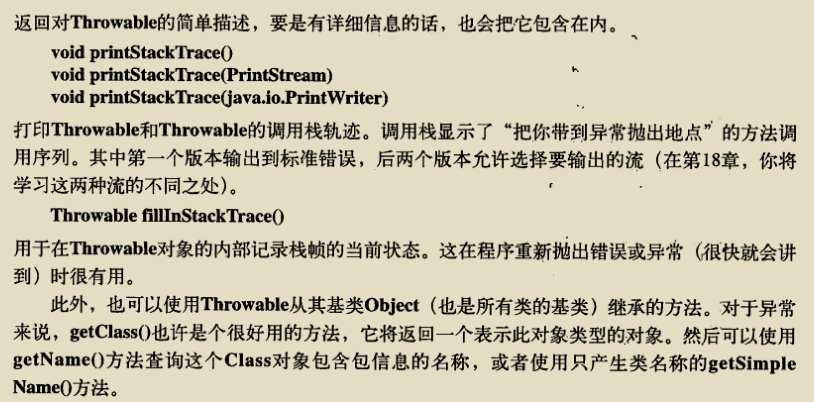 返回对Throwable的简单描述，要是有详细信息的话，也会把它包含在内。
void printStackTrace()
void printStackTrace(PrintStream)
void printStackTrace(java.io.PrintWriter)
打印Throwable和Throwable的调用栈轨迹。调用栈显示了“把你带到异常抛出地点”的方法调
用序列。其中第一个版本输出到标准错误，后两个版本允许选择要输出的流（在第18章，你将
学习这两种流的不同之处）。
Throwable fillInStackTrace()
用于在Throwable对象的内部记录栈帧的当前状态。这在程序重新抛出错误或异常（很快就会讲
到）时很有用。
此外，也可以使用Throwable从其基类Object（也是所有类的基类）继承的方法。对于异常
来说，getClass()也许是个很好用的方法，它将返回一个表示此对象类型的对象。然后可以使用
getName()方法查询这个Class对象包含包信息的名称，或者使用只产生类名称的getSimple
Name()方法。